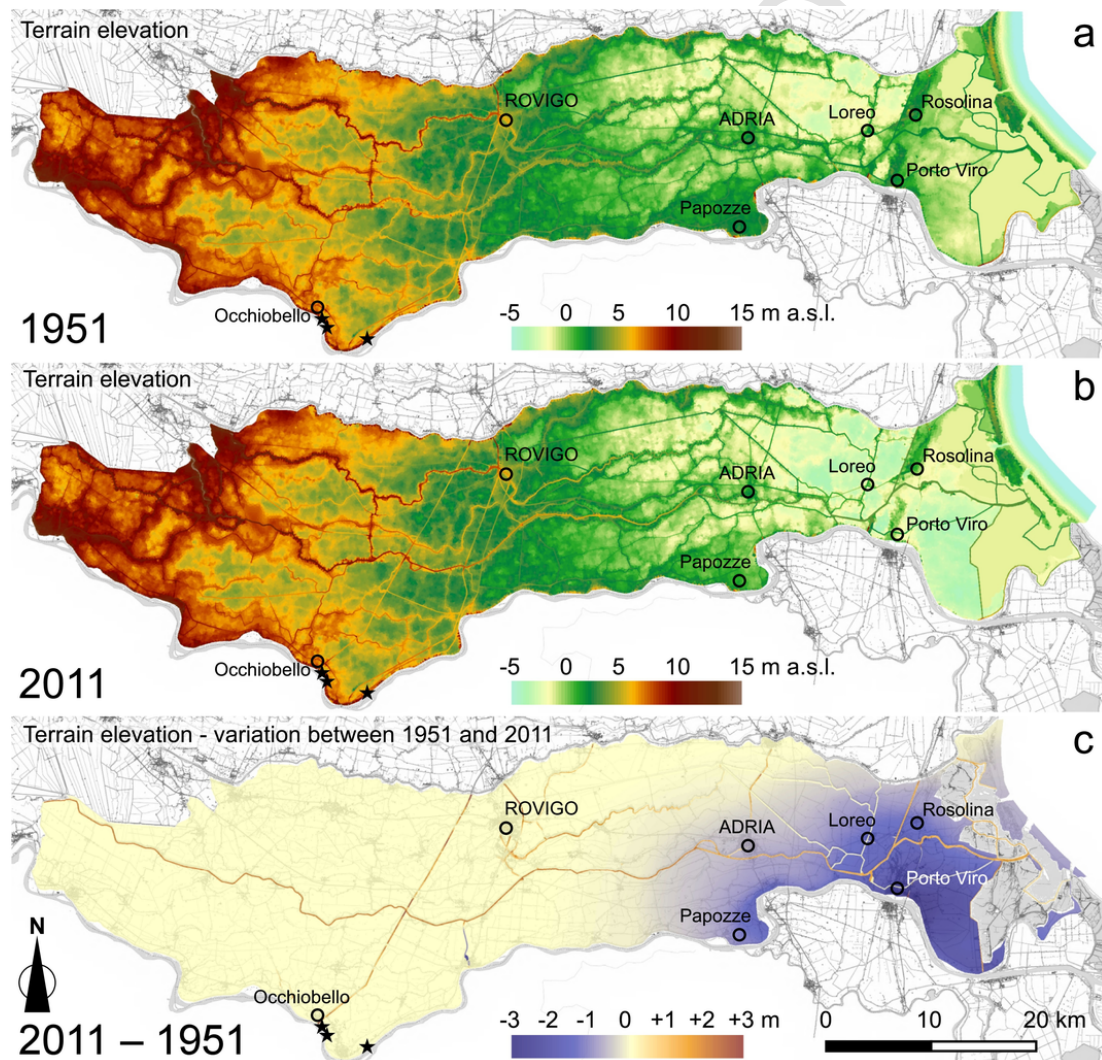 Terrain elevation
a
ROVIGO
ADRIA
Loreo
Rosolina
Porto Viro
Papozze
Occhiobello
-5 0 5 10 15 m a.s.l.
1951
Terrain elevation
b
ROVIGO
ADRIA
Loreo
Rosolina
Porto Viro
Papozze
Occhiobello
-5 0 5 10 15 m a.s.l.
2011
Terrain elevation - variation between 1951 and 2011
c
ROVIGO
ADRIA
Loreo
Rosolina
Porto Viro
Papozze
N
Occhiobello
-3 -2 -1 0 +1 +2 +3 m
0 10 20 km
2011 – 1951